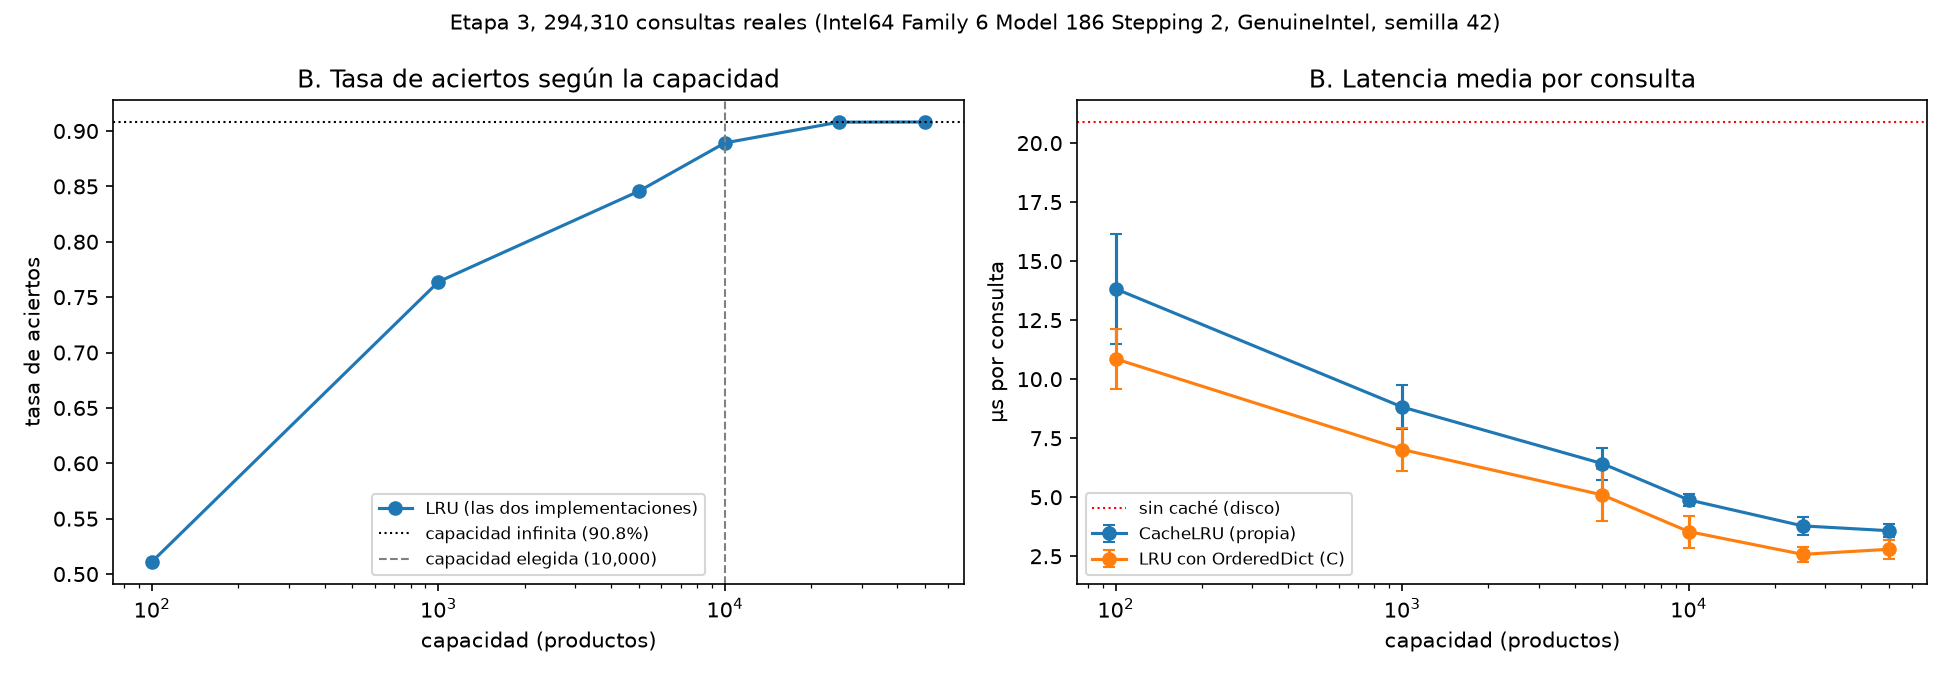 Etapa 3, 294,310 consultas reales (Intel64 Family 6 Model 186 Stepping 2, GenuineIntel, semilla 42)
B. Tasa de aciertos según la capacidad
tasa de aciertos
0.90
0.85
0.80
0.75
0.70
0.65
0.60
0.55
0.50
LRU (las dos implementaciones)
capacidad infinita (90.8%)
capacidad elegida (10,000)
10²
10³
10⁴
capacidad (productos)
B. Latencia media por consulta
µs por consulta
20.0
17.5
15.0
12.5
10.0
7.5
5.0
2.5
sin caché (disco)
CacheLRU (propia)
LRU con OrderedDict (C)
10²
10³
10⁴
capacidad (productos)